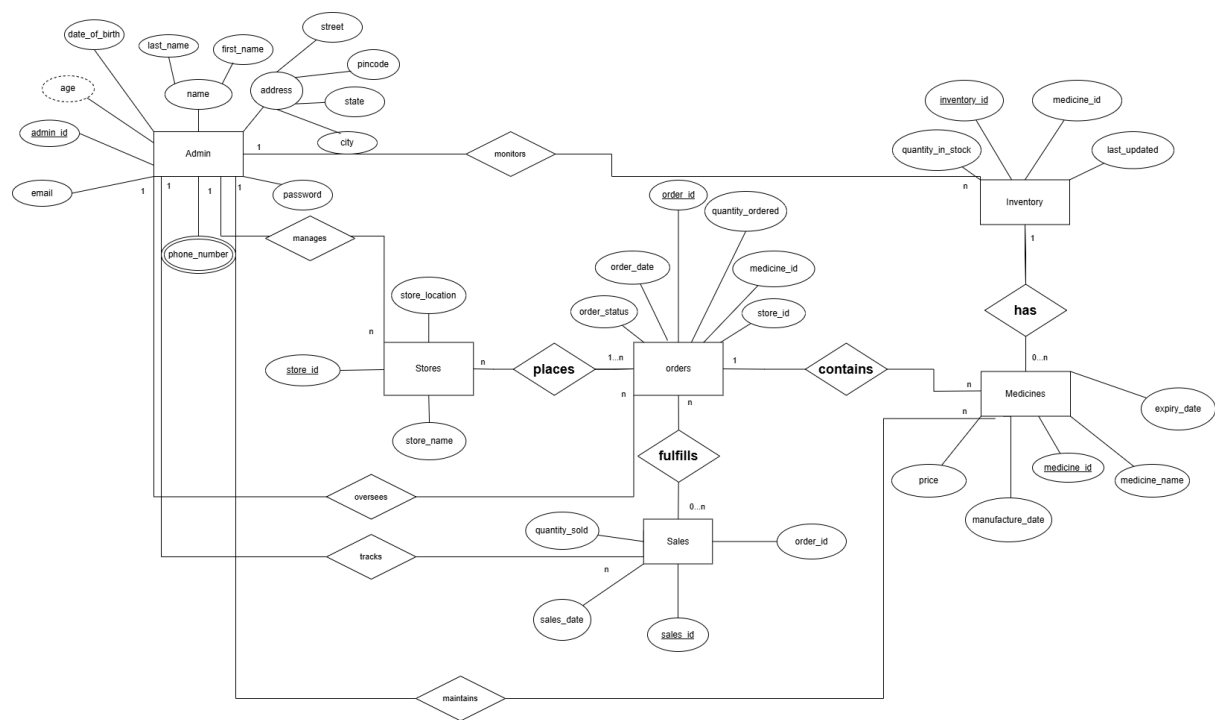 street
date_of_birth
last_name
first_name
pincode
age
name
address
state
inventory_id
medicine_id
admin_id
Admin
1
city
monitors
quantity_in_stock
last_updated
email
1
1
1
1
password
order_id
n
Inventory
manages
quantity_ordered
1
phone_number
order_date
medicine_id
store_location
has
order_status
store_id
n
n
1...n
1
0...n
store_id
Stores
places
orders
contains
n
Medicines
n
n
n
expiry_date
store_name
fulfills
price
medicine_id
medicine_name
oversees
0...n
manufacture_date
quantity_sold
Sales
order_id
tracks
n
sales_date
sales_id
maintains